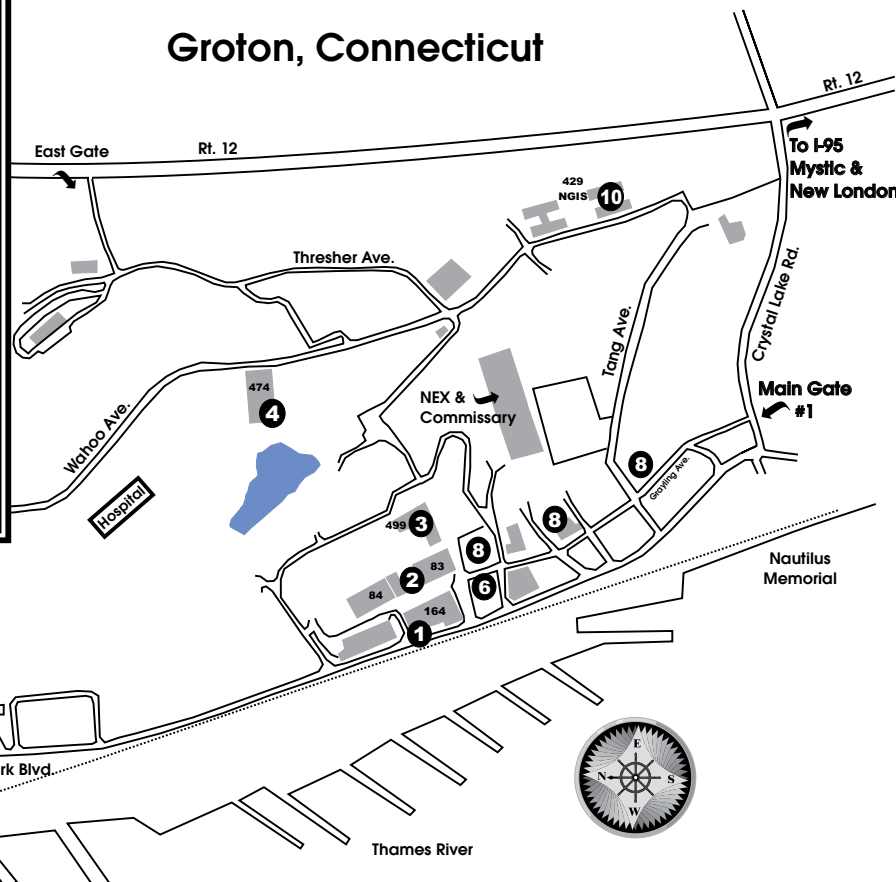 Groton, Connecticut
Rt. 12
East Gate
Rt. 12
To I-95
Mystic &
New London
429
NGIS
10
Thresher Ave.
Crystal Lake Rd.
Tang Ave.
474
4
NEX &
Commissary
Main Gate
#1
Wahoo Ave.
Hospital
8
Grayling Ave.
499
3
8
8
83
2
84
6
164
1
Nautilus
Memorial
rk Blvd.
E
N
S
W
Thames River